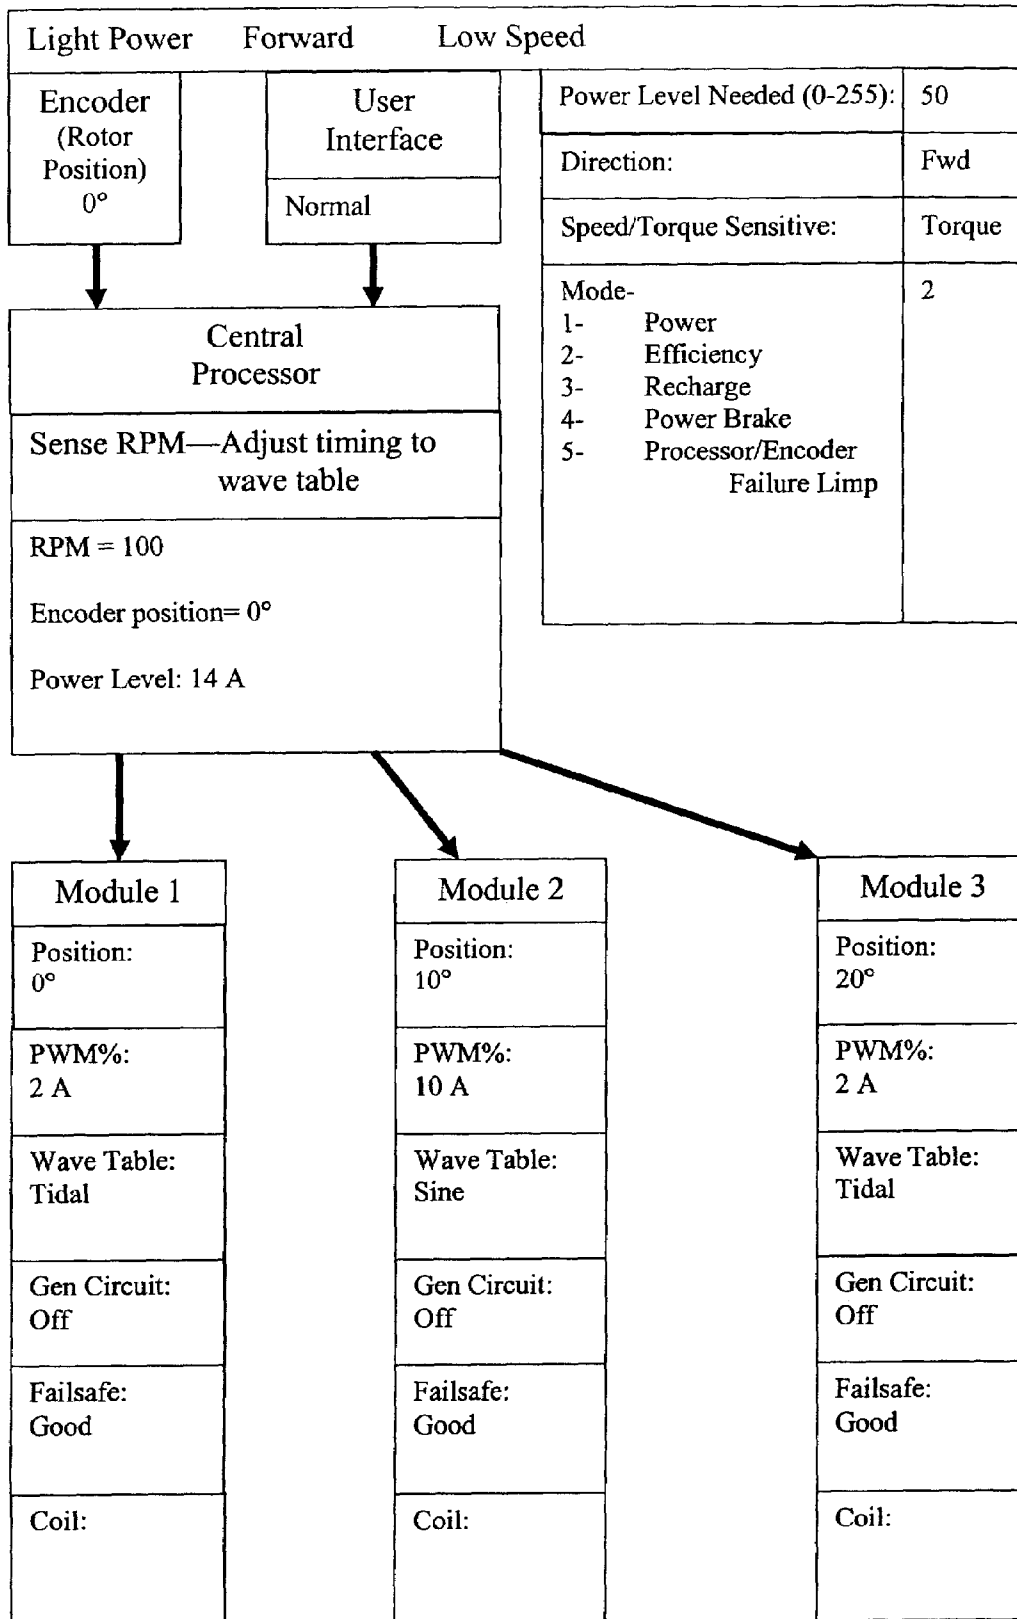 Light Power Forward Low Speed
Encoder
(Rotor
Position)
0°
User
Interface
Normal
Power Level Needed (0-255): 50
Direction: Fwd
Speed/Torque Sensitive: Torque
Mode- 2
1- Power
2- Efficiency
3- Recharge
4- Power Brake
5- Processor/Encoder
Failure Limp
Central
Processor
Sense RPM—Adjust timing to
wave table
RPM = 100
Encoder position= 0°
Power Level: 14 A
Module 1
Position:
0°
PWM%:
2 A
Wave Table:
Tidal
Gen Circuit:
Off
Failsafe:
Good
Coil:
Module 2
Position:
10°
PWM%:
10 A
Wave Table:
Sine
Gen Circuit:
Off
Failsafe:
Good
Coil:
Module 3
Position:
20°
PWM%:
2 A
Wave Table:
Tidal
Gen Circuit:
Off
Failsafe:
Good
Coil: